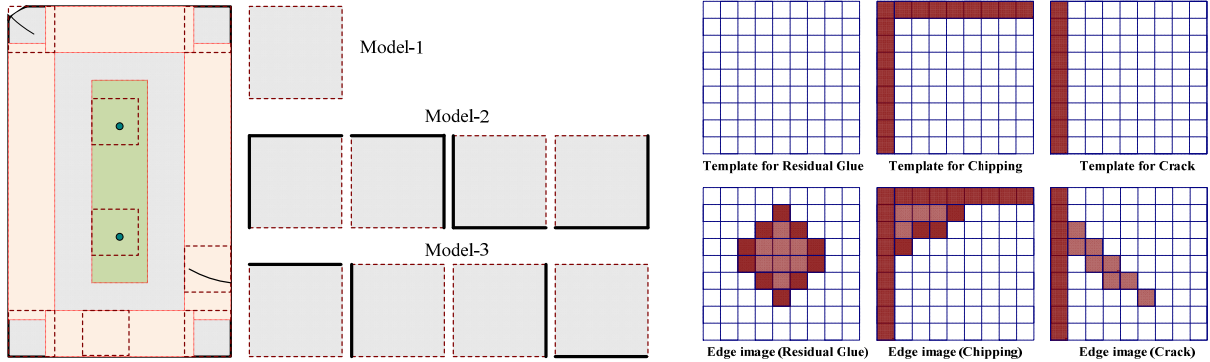 Model-1
Model-2
Model-3
Template for Residual Glue
Template for Chipping
Template for Crack
Edge image (Residual Glue)
Edge image (Chipping)
Edge image (Crack)